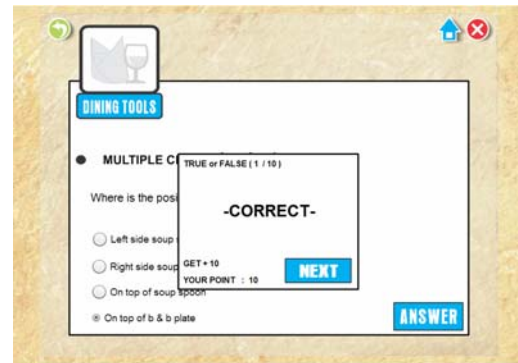 DINING TOOLS
MULTIPLE C
TRUE or FALSE ( 1 / 10 )
Where is the posi
-CORRECT-
Left side soup
Right side soup
GET + 10
NEXT
YOUR POINT : 10
On top of soup spoon
On top of b & b plate
ANSWER